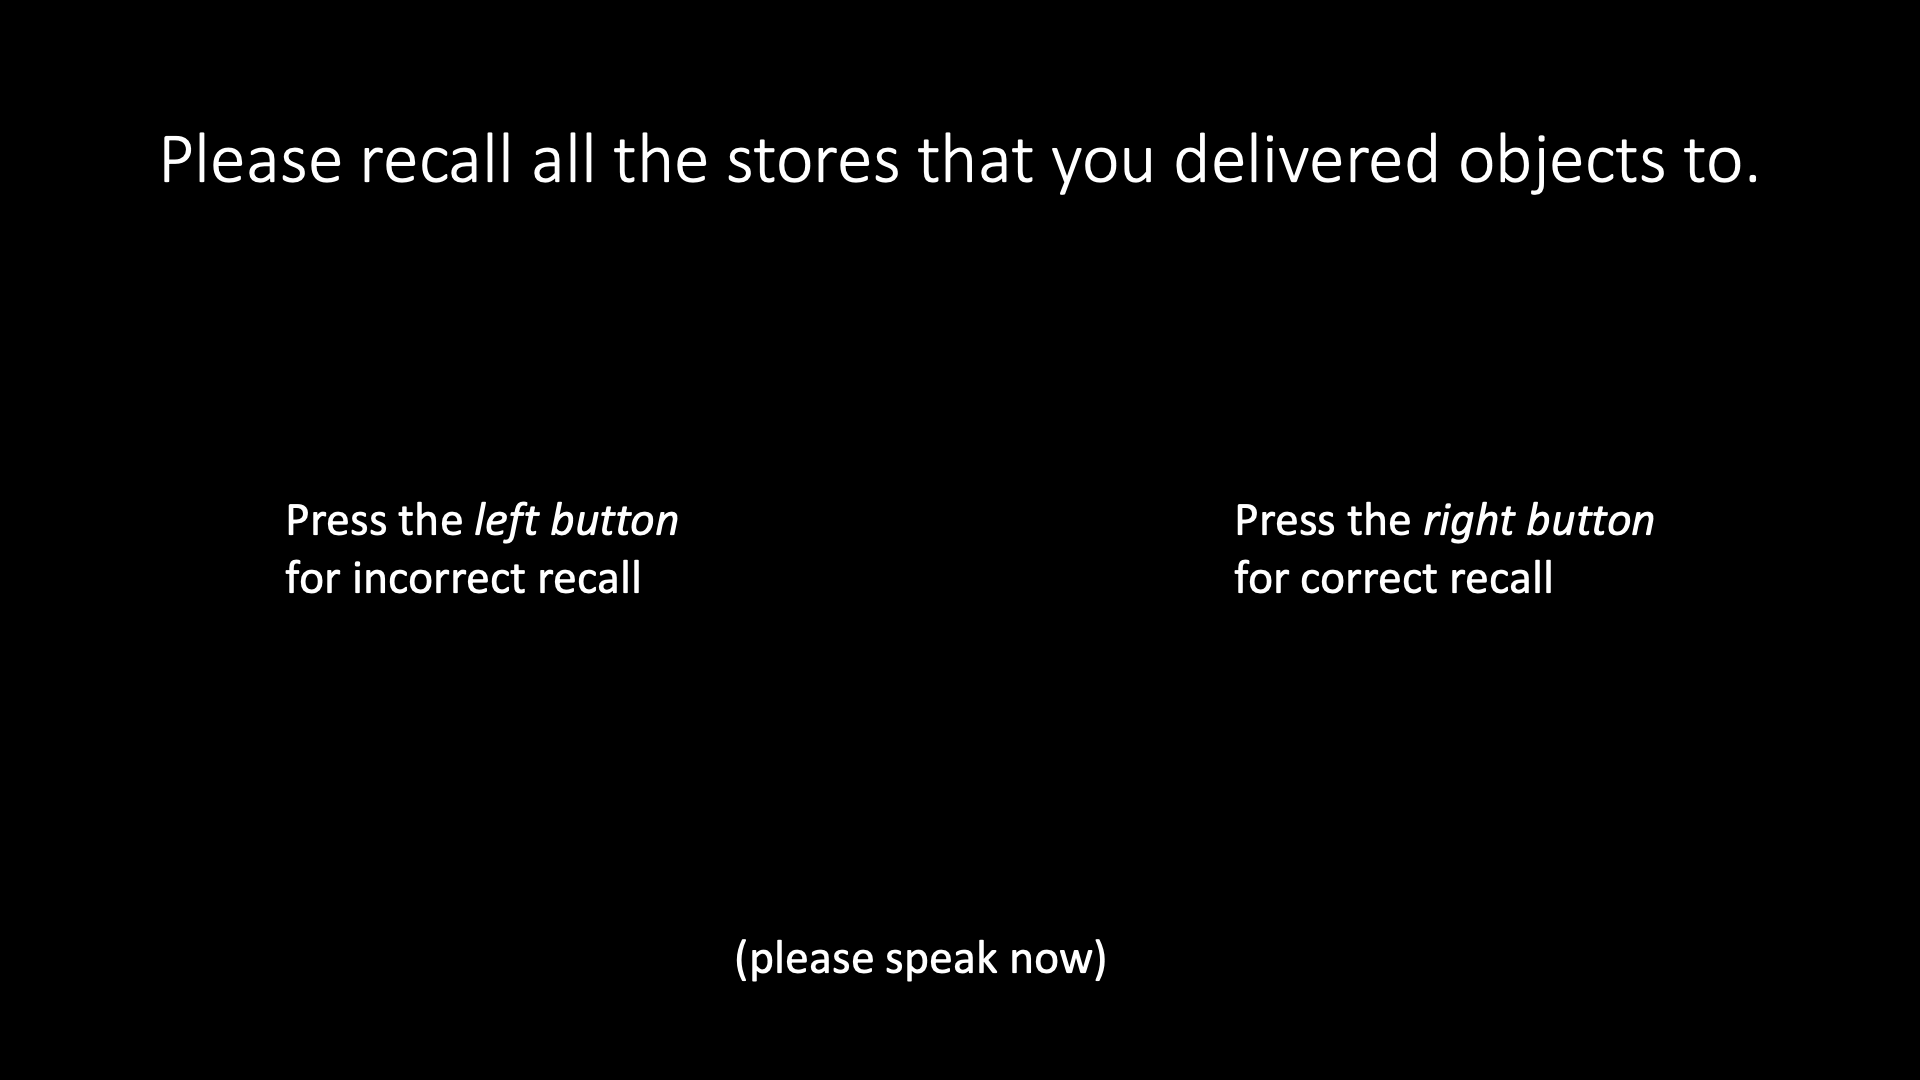 Please recall all the stores that you delivered objects to.
Press the left button
for incorrect recall
Press the right button
for correct recall
(please speak now)